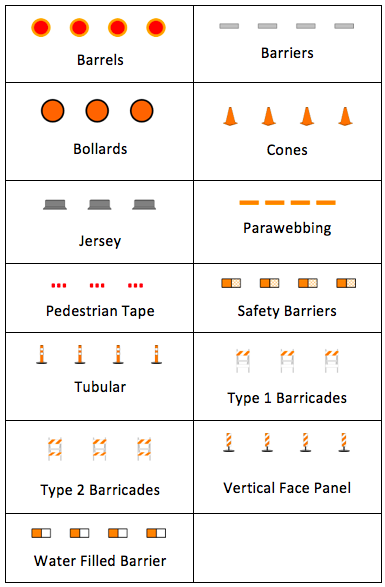 Barrels
Barriers
Bollards
Cones
Jersey
Parawebbing
Pedestrian Tape
Safety Barriers
Tubular
Type 1 Barricades
Type 2 Barricades
Vertical Face Panel
Water Filled Barrier